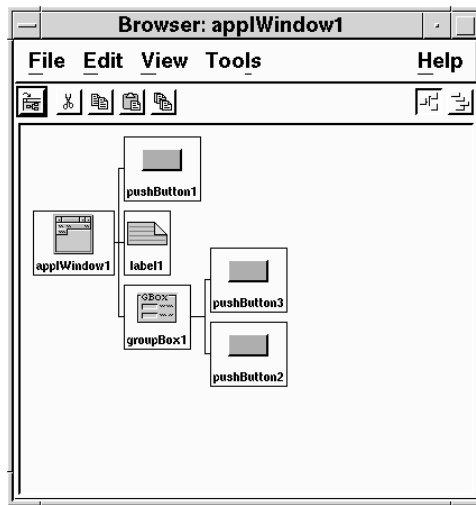 Browser: applWindow1
File Edit View Tools Help
pushButton1
applWindow1
label1
GBOX
groupBox1
pushButton3
pushButton2